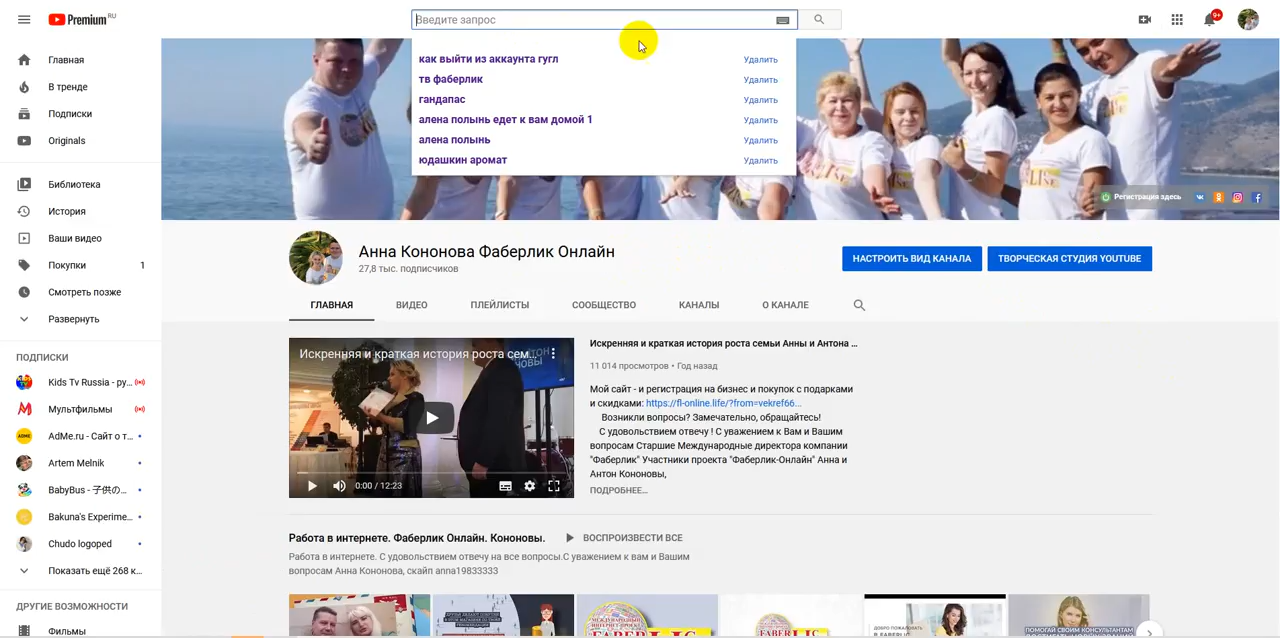 Premium RU
Введите запрос
9+
как выйти из аккаунта гугл Удалить
тв фаберлик Удалить
гандапас Удалить
алена полынь едет к вам домой 1 Удалить
алена полынь Удалить
юдашкин аромат Удалить
Регистрация здесь
Главная
В тренде
Подписки
Originals
Библиотека
История
Ваши видео
Покупки 1
Смотреть позже
Развернуть
ПОДПИСКИ
Kids Tv Russia - ру...
Мультфильмы
AdMe.ru - Сайт о т...
Artem Melnik
BabyBus - 子供の...
Bakuna's Experime...
Chudo logoped
Показать ещё 268 к...
ДРУГИЕ ВОЗМОЖНОСТИ
Фильмы
Анна Кононова Фаберлик Онлайн
27,8 тыс. подписчиков
НАСТРОИТЬ ВИД КАНАЛА
ТВОРЧЕСКАЯ СТУДИЯ YOUTUBE
ГЛАВНАЯ ВИДЕО ПЛЕЙЛИСТЫ СООБЩЕСТВО КАНАЛЫ О КАНАЛЕ
Искренняя и краткая история роста сем...
0:00 / 12:23
Искренняя и краткая история роста семьи Анны и Антона ...
11 014 просмотров • Год назад
Мой сайт - и регистрация на бизнес и покупок с подарками
и скидками: https://fl-online.life/?from=vekref66...
Возникли вопросы? Замечательно, обращайтесь!
С удовольствием отвечу ! С уважением к Вам и Вашим
вопросам Старшие Международные директора компании
"Фаберлик" Участники проекта "Фаберлик-Онлайн" Анна и
Антон Кононовы,
ПОДРОБНЕЕ...
Работа в интернете. Фаберлик Онлайн. Кононовы.
ВОСПРОИЗВЕСТИ ВСЕ
Работа в интернете. С удовольствием отвечу на все вопросы.С уважением к вам и Вашим
вопросам Анна Кононова, скайп anna19833333
ДОБРО ПОЖАЛОВАТЬ
В FABERLIC
ПОМОГАЙ СВОИМ КОНСУЛЬТАНТАМ